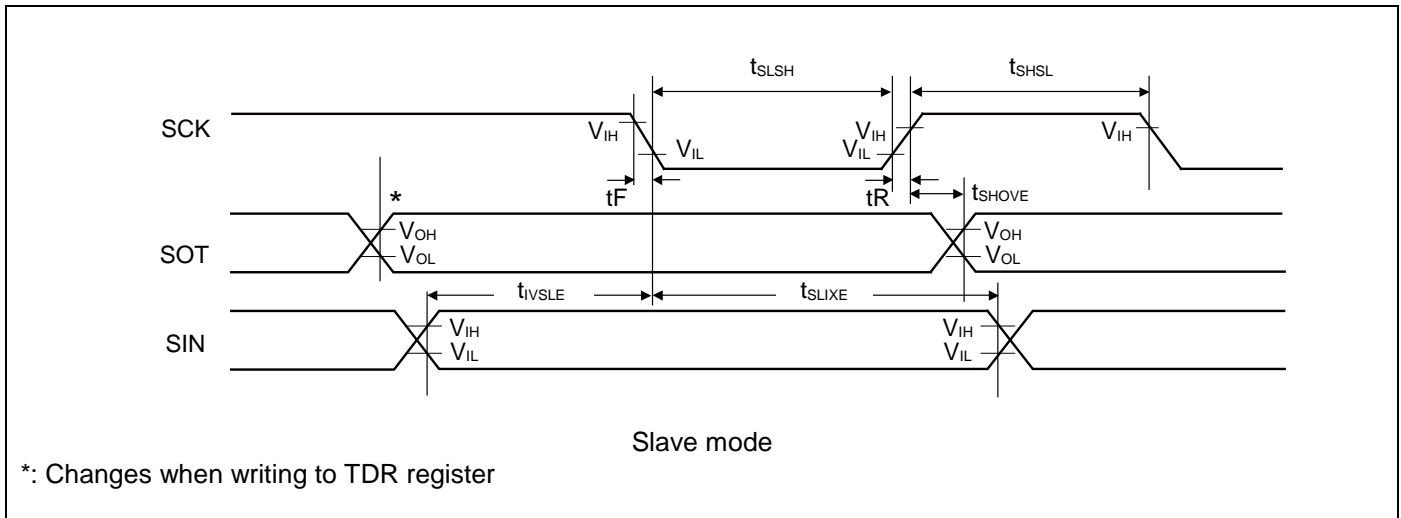 tSLSH
tSHSL
SCK
VIH
VIL
VIL
VIH
VIH
tF
tR
tSHOVE
*
SOT
VOH
VOL
VOH
VOL
tIVSLE
tSLIXE
SIN
VIH
VIL
VIH
VIL
Slave mode
*: Changes when writing to TDR register